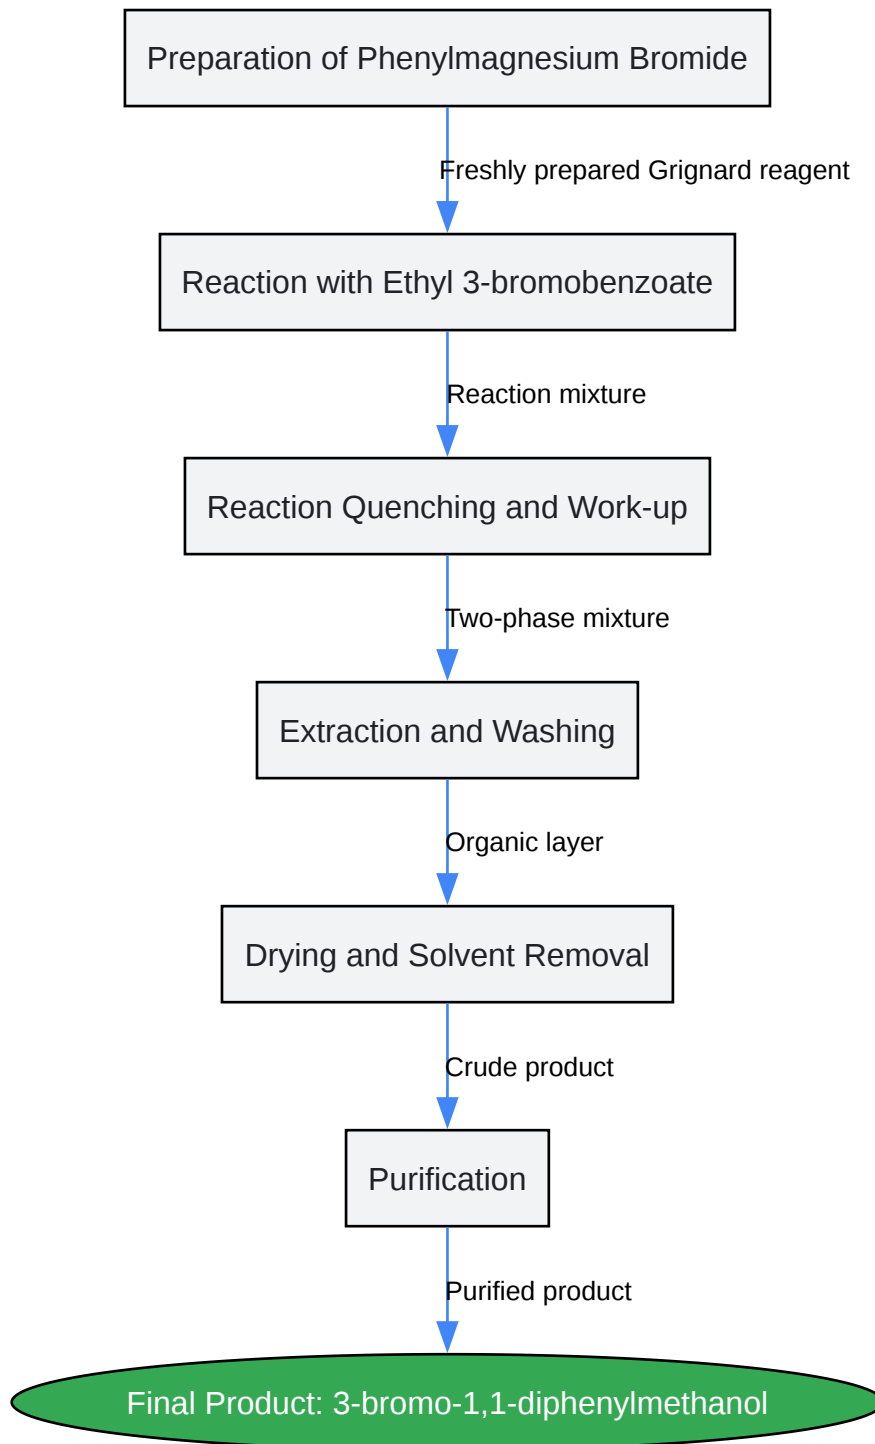 Preparation of Phenylmagnesium Bromide
Freshly prepared Grignard reagent
Reaction with Ethyl 3-bromobenzoate
Reaction mixture
Reaction Quenching and Work-up
Two-phase mixture
Extraction and Washing
Organic layer
Drying and Solvent Removal
Crude product
Purification
Purified product
Final Product: 3-bromo-1,1-diphenylmethanol